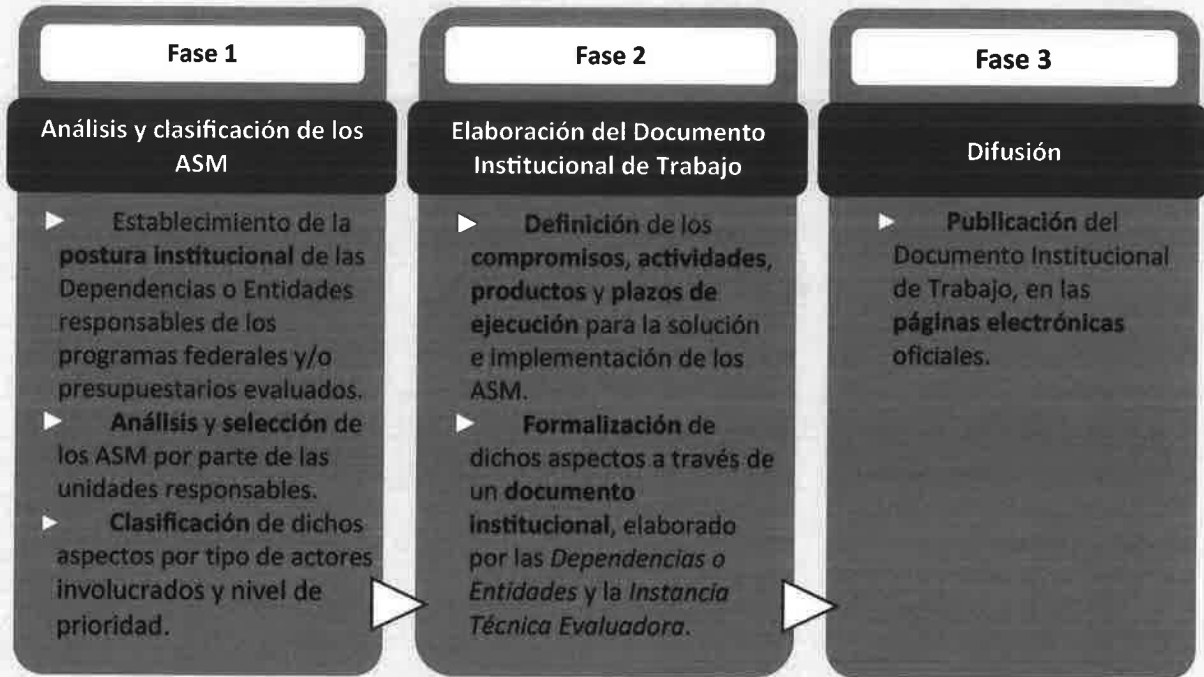 Fase 1
Análisis y clasificación de los
ASM
Establecimiento de la
postura institucional de las
Dependencias o Entidades
responsables de los
programas federales y/o
presupuestarios evaluados.
Análisis y selección de
los ASM por parte de las
unidades responsables.
Clasificación de dichos
aspectos por tipo de actores
involucrados y nivel de
prioridad.
Fase 2
Elaboración del Documento
Institucional de Trabajo
Definición de los
compromisos, actividades,
productos y plazos de
ejecución para la solución
e implementación de los
ASM.
Formalización de
dichos aspectos a través de
un documento
institucional, elaborado
por las Dependencias o
Entidades y la Instancia
Técnica Evaluadora.
Fase 3
Difusión
Publicación del
Documento Institucional
de Trabajo, en las
páginas electrónicas
oficiales.